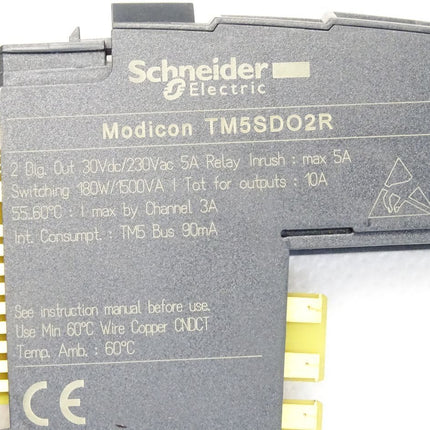 Schneider
Electric
Modicon TM5SDO2R
2 Dig. Out 30Vdc/230Vac 5A Relay Inrush : max 5A
Switching 180W/1500VA I Tot for outputs : 10A
55..60°C : I max by Channel 3A
Int. Consumpt. : TM5 Bus 90mA
See instruction manual before use.
Use Min 60°C Wire Copper CNDCT
Temp. Amb. : 60°C
CE